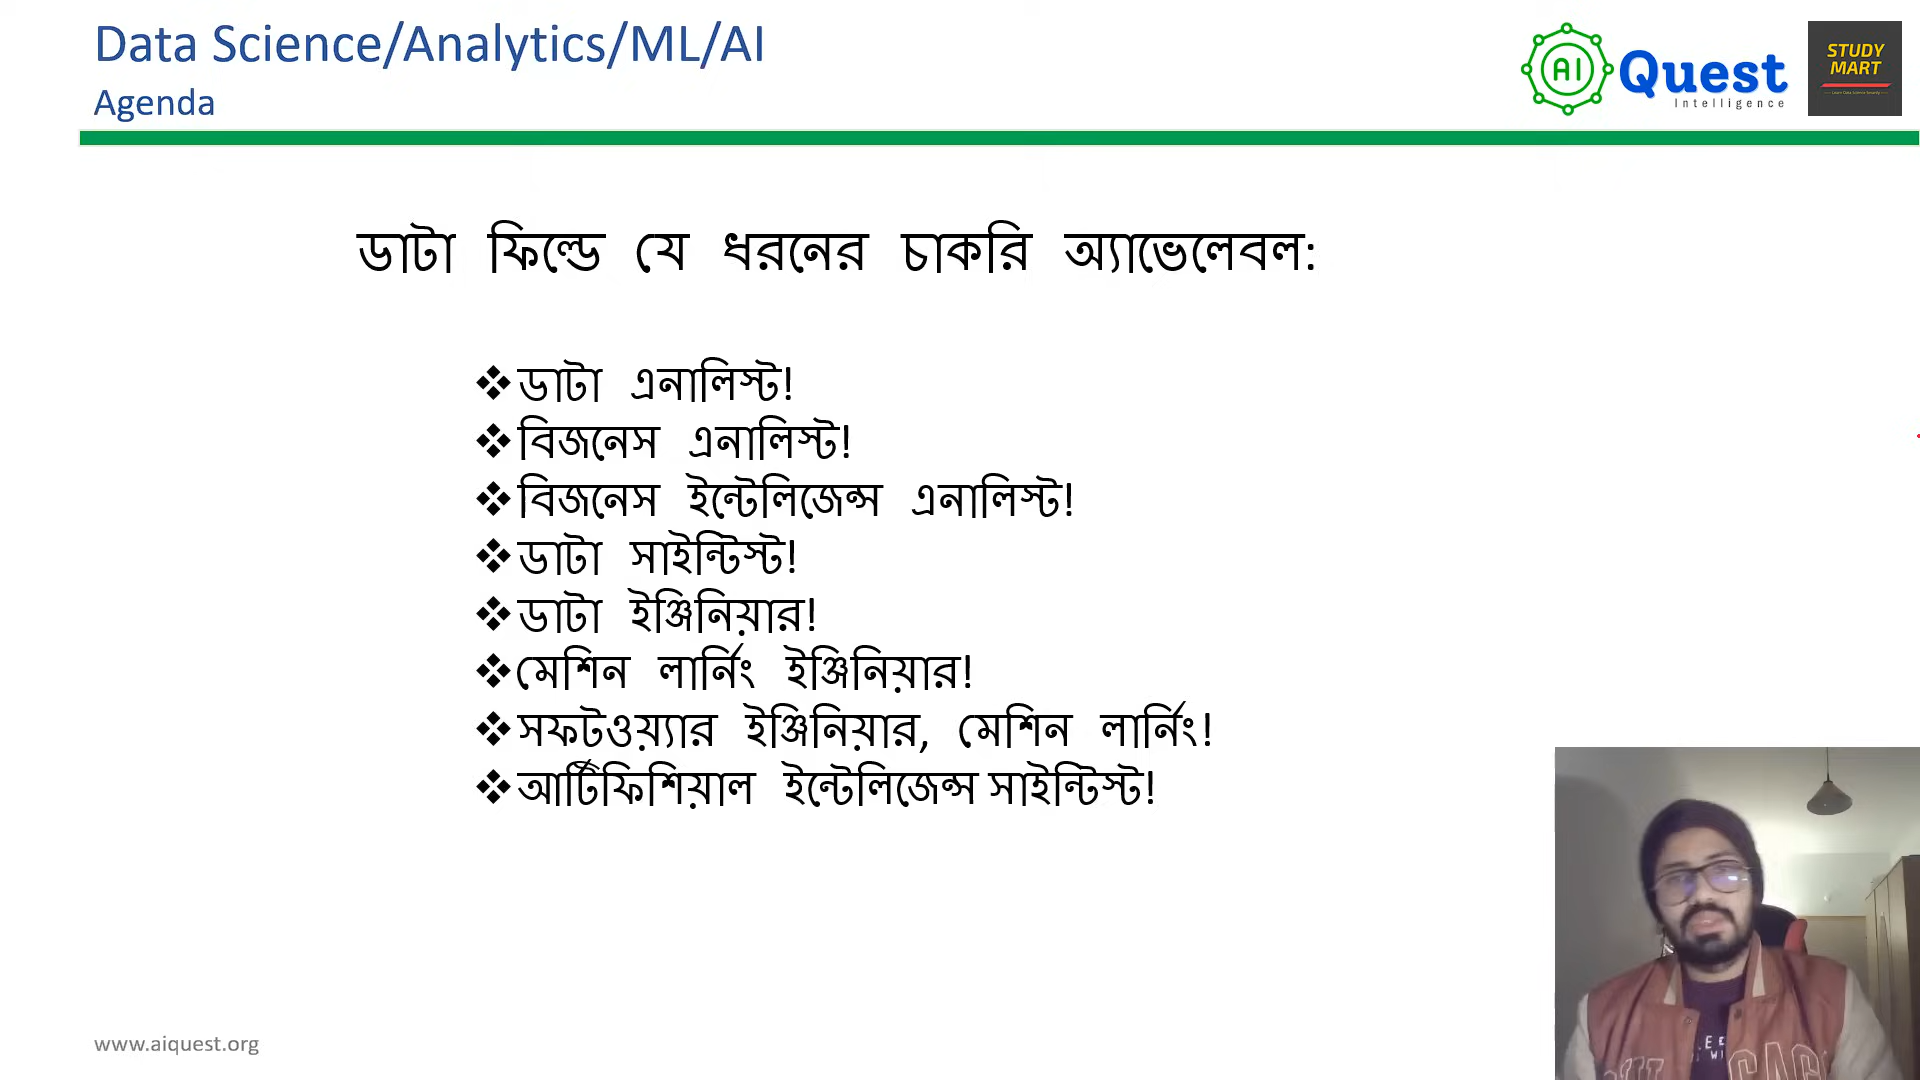 Data Science/Analytics/ML/AI
Agenda
AI Quest
Intelligence
STUDY
MART
ডাটা ফিল্ডে যে ধরনের চাকরি অ্যাভেলেবল:
❖ডাটা এনালিস্ট!
❖বিজনেস এনালিস্ট!
❖বিজনেস ইন্টেলিজেন্স এনালিস্ট!
❖ডাটা সাইন্টিস্ট!
❖ডাটা ইঞ্জিনিয়ার!
❖মেশিন লার্নিং ইঞ্জিনিয়ার!
❖সফটওয়্যার ইঞ্জিনিয়ার, মেশিন লার্নিং!
❖আর্টিফিশিয়াল ইন্টেলিজেন্স সাইন্টিস্ট!
www.aiquest.org